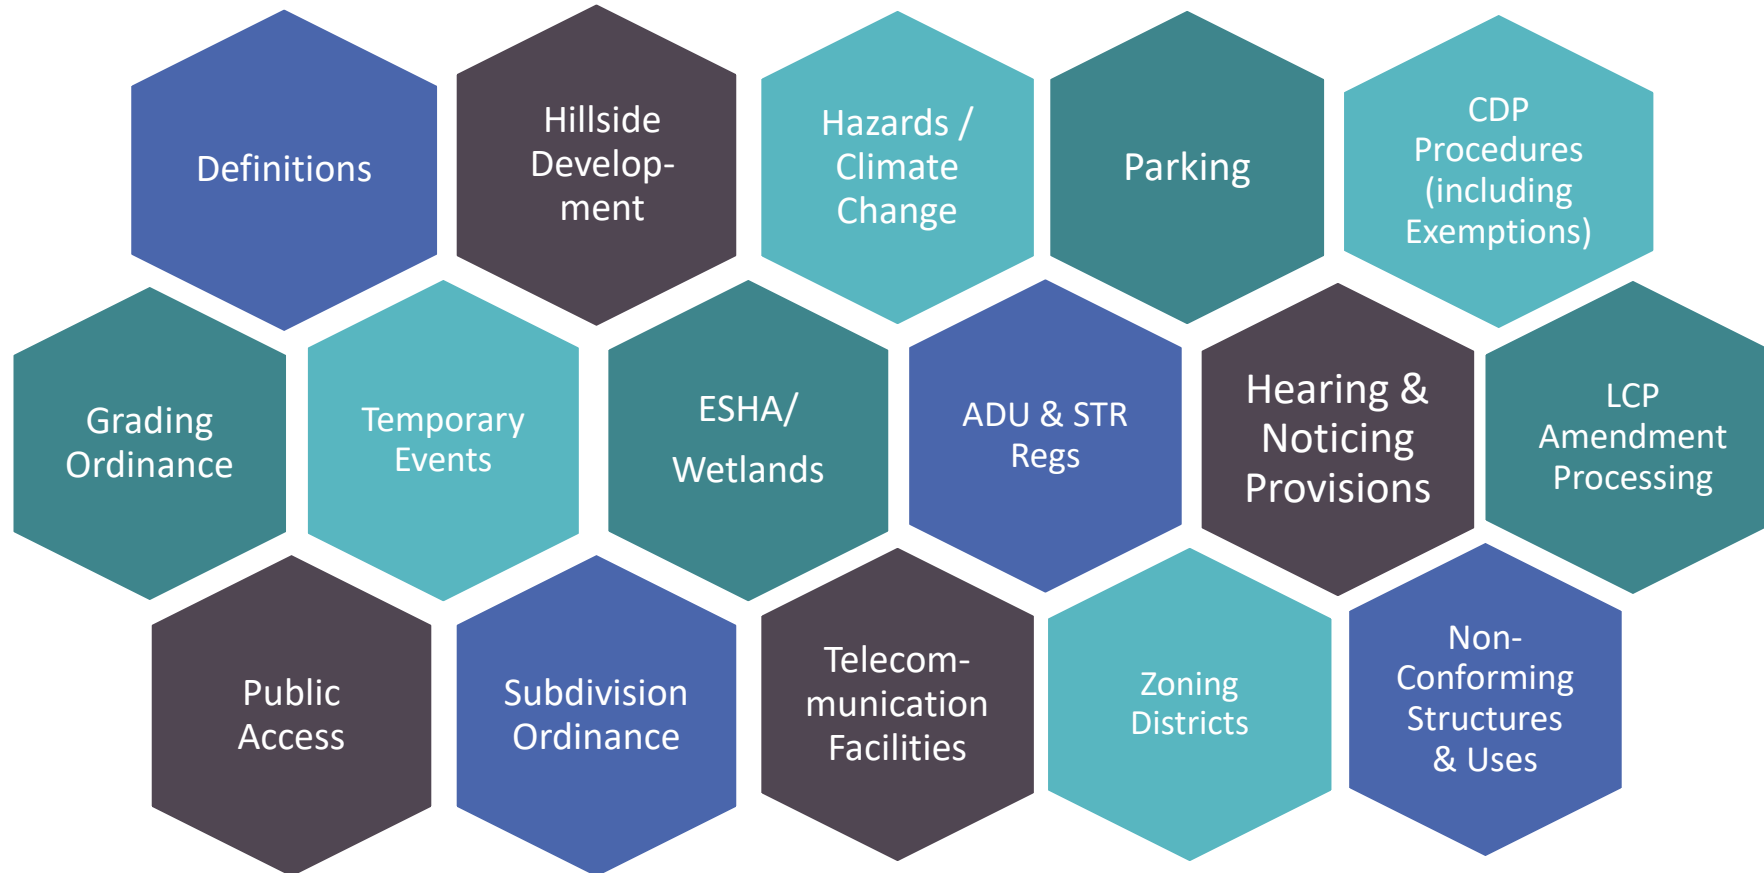 Definitions
Hillside
Develop-
ment
Hazards /
Climate
Change
Parking
CDP
Procedures
(including
Exemptions)
Grading
Ordinance
Temporary
Events
ESHA/
Wetlands
ADU & STR
Regs
Hearing &
Noticing
Provisions
LCP
Amendment
Processing
Public
Access
Subdivision
Ordinance
Telecom-
munication
Facilities
Zoning
Districts
Non-
Conforming
Structures
& Uses